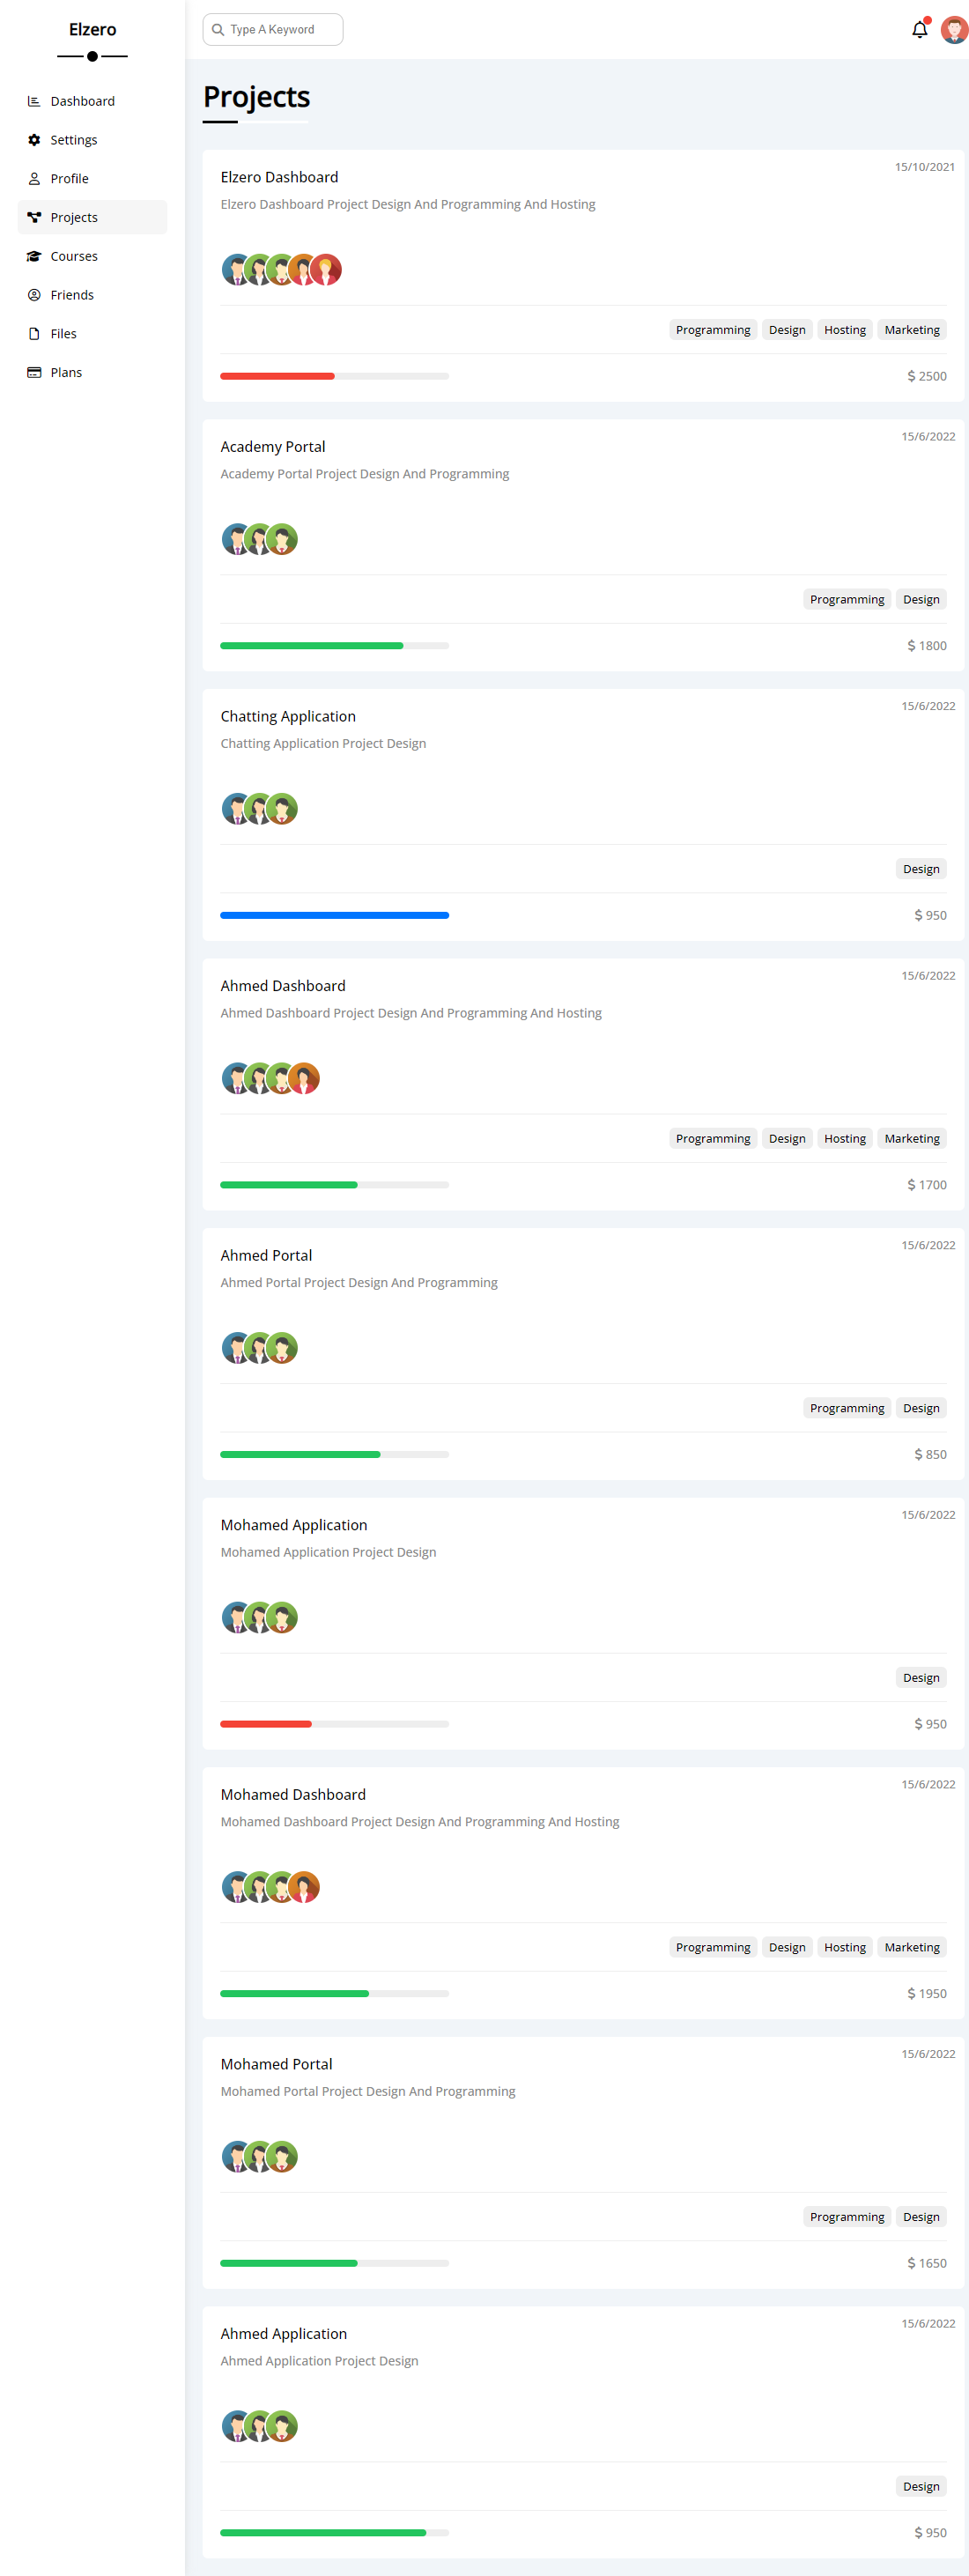 Elzero
Dashboard
Settings
Profile
Projects
Courses
Friends
Files
Plans
Type A Keyword
Projects
15/10/2021
Elzero Dashboard
Elzero Dashboard Project Design And Programming And Hosting
Programming Design Hosting Marketing
$ 2500
15/6/2022
Academy Portal
Academy Portal Project Design And Programming
Programming Design
$ 1800
15/6/2022
Chatting Application
Chatting Application Project Design
Design
$ 950
15/6/2022
Ahmed Dashboard
Ahmed Dashboard Project Design And Programming And Hosting
Programming Design Hosting Marketing
$ 1700
15/6/2022
Ahmed Portal
Ahmed Portal Project Design And Programming
Programming Design
$ 850
15/6/2022
Mohamed Application
Mohamed Application Project Design
Design
$ 950
15/6/2022
Mohamed Dashboard
Mohamed Dashboard Project Design And Programming And Hosting
Programming Design Hosting Marketing
$ 1950
15/6/2022
Mohamed Portal
Mohamed Portal Project Design And Programming
Programming Design
$ 1650
15/6/2022
Ahmed Application
Ahmed Application Project Design
Design
$ 950